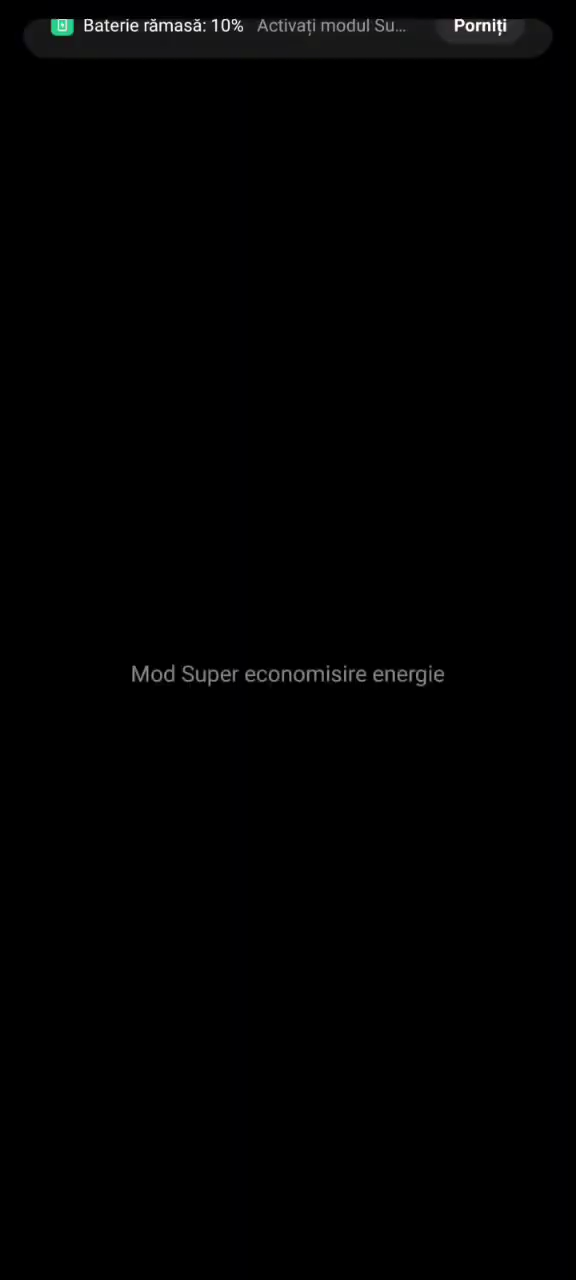 Baterie rămasă: 10% Activați modul Su... Porniți
Mod Super economisire energie